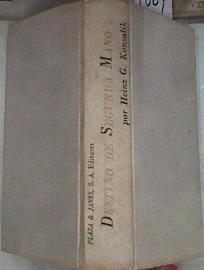 DESTINO DE SEGUNDA MANO
por Heinz G. Konsalik
PLAZA & JANES, S. A. Editores